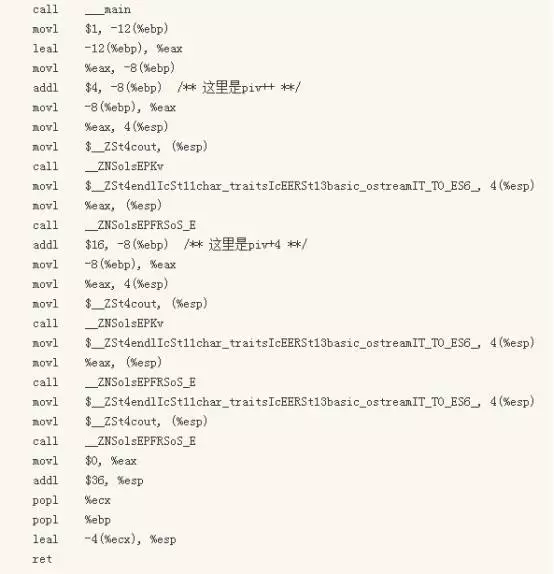 call ___main
movl $1, -12(%ebp)
leal -12(%ebp), %eax
movl %eax, -8(%ebp)
addl $4, -8(%ebp) /** 这里是piv++ **/
movl -8(%ebp), %eax
movl %eax, 4(%esp)
movl $__ZSt4cout, (%esp)
call __ZNSolsEPKv
movl $__ZSt4endlIcSt11char_traitsIcEERSt13basic_ostreamIT_T0_ES6_, 4(%esp)
movl %eax, (%esp)
call __ZNSolsEPFRSoS_E
addl $16, -8(%ebp) /** 这里是piv+4 **/
movl -8(%ebp), %eax
movl %eax, 4(%esp)
movl $__ZSt4cout, (%esp)
call __ZNSolsEPKv
movl $__ZSt4endlIcSt11char_traitsIcEERSt13basic_ostreamIT_T0_ES6_, 4(%esp)
movl %eax, (%esp)
call __ZNSolsEPFRSoS_E
movl $__ZSt4endlIcSt11char_traitsIcEERSt13basic_ostreamIT_T0_ES6_, 4(%esp)
movl $__ZSt4cout, (%esp)
call __ZNSolsEPFRSoS_E
movl $0, %eax
addl $36, %esp
popl %ecx
popl %ebp
leal -4(%ecx), %esp
ret